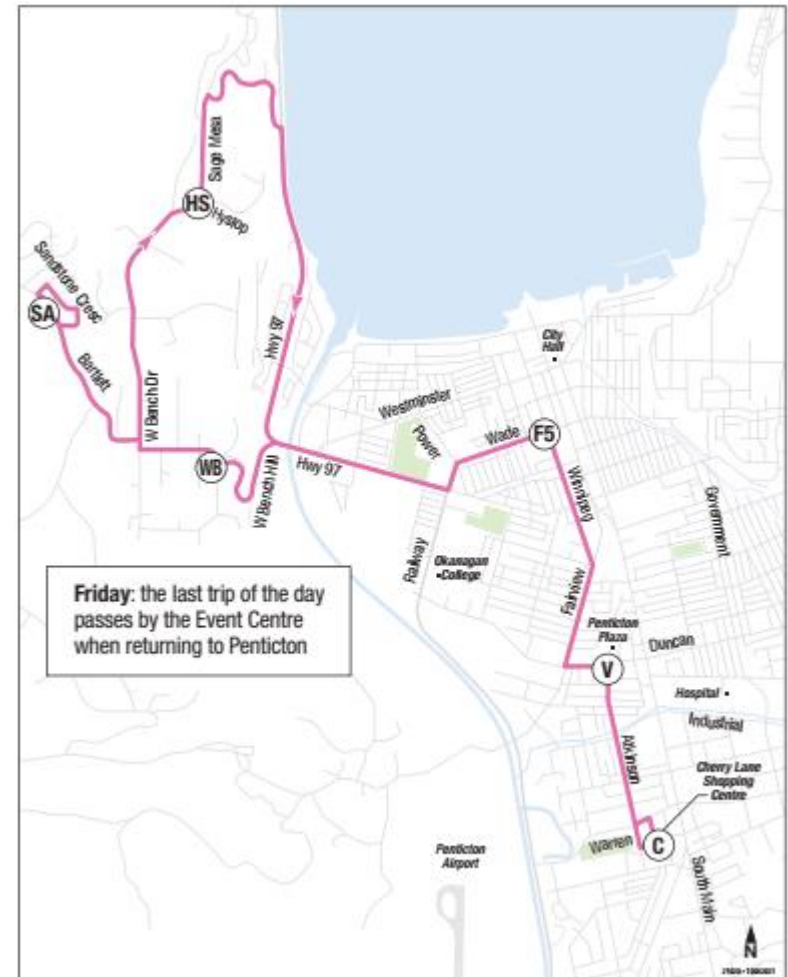 Sage Mesa
HS
Hyslop
Sandstone Cresc
SA
Bartlett
W Bench Dr
Hwy 97
WB
W Bench Hill
City
Hall
Westminster
Power
Wade
F5
Hwy 97
Winnipeg
Government
Railway
Okanagan
College
Fairview
Penticton
Plaza
Duncan
V
Hospital
Industrial
Atkinson
Cherry Lane
Shopping
Centre
Warren
C
South Main
Penticton
Airport
N
Friday: the last trip of the day
passes by the Event Centre
when returning to Penticton